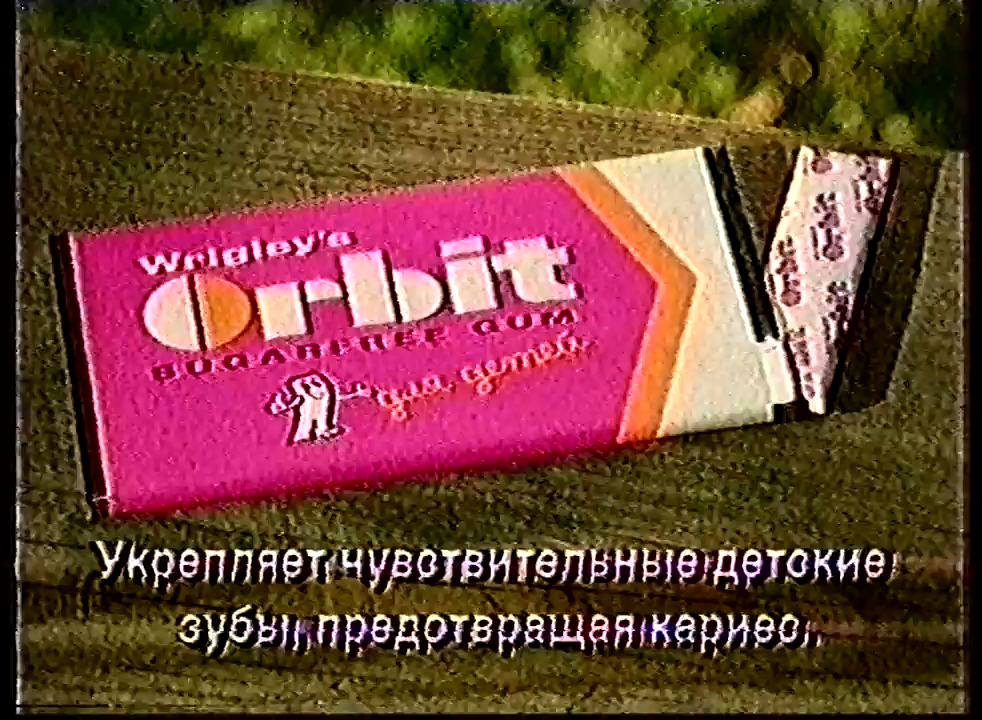 Wrigley's
Orbit
SUGARFREE GUM
для детей
Укрепляет чувствительные детские
зубы, предотвращая кариес.